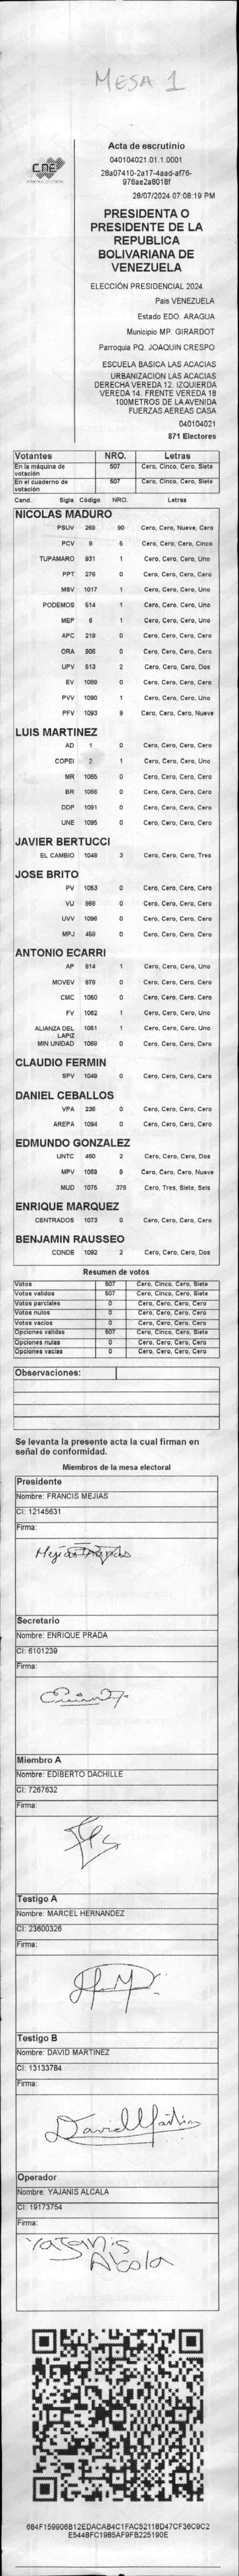 MESA 1
CNE
Acta de escrutinio
040104021.01.1.0001
28a07410-2a17-4aad-af76-
976ae2a8018f
28/07/2024 07:08:19 PM
PRESIDENTA O
PRESIDENTE DE LA
REPUBLICA
BOLIVARIANA DE
VENEZUELA
ELECCIÓN PRESIDENCIAL 2024
Pais VENEZUELA
Estado EDO. ARAGUA
Municipio MP. GIRARDOT
Parroquia PQ. JOAQUIN CRESPO
ESCUELA BASICA LAS ACACIAS
URBANIZACION LAS ACACIAS
DERECHA VEREDA 12. IZQUIERDA
VEREDA 14. FRENTE VEREDA 18
100METROS DE LA AVENIDA
FUERZAS AEREAS CASA
040104021
871 Electores
Votantes NRO. Letras
En la máquina de votación 507 Cero, Cinco, Cero, Siete
En el cuaderno de votación 507 Cero, Cinco, Cero, Siete
Cand. Sigla Código NRO. Letras
NICOLAS MADURO
PSUV 269 90 Cero, Cero, Nueve, Cero
PCV 9 5 Cero, Cero, Cero, Cinco
TUPAMARO 931 1 Cero, Cero, Cero, Uno
PPT 276 0 Cero, Cero, Cero, Cero
MSV 1017 1 Cero, Cero, Cero, Uno
PODEMOS 514 1 Cero, Cero, Cero, Uno
MEP 6 1 Cero, Cero, Cero, Uno
APC 219 0 Cero, Cero, Cero, Cero
ORA 906 0 Cero, Cero, Cero, Cero
UPV 513 2 Cero, Cero, Cero, Dos
EV 1089 0 Cero, Cero, Cero, Cero
PVV 1090 1 Cero, Cero, Cero, Uno
PFV 1093 9 Cero, Cero, Cero, Nueve
LUIS MARTINEZ
AD 1 0 Cero, Cero, Cero, Cero
COPEI 2 1 Cero, Cero, Cero, Uno
MR 1065 0 Cero, Cero, Cero, Cero
BR 1066 0 Cero, Cero, Cero, Cero
DDP 1091 0 Cero, Cero, Cero, Cero
UNE 1095 0 Cero, Cero, Cero, Cero
JAVIER BERTUCCI
EL CAMBIO 1048 3 Cero, Cero, Cero, Tres
JOSE BRITO
PV 1053 0 Cero, Cero, Cero, Cero
VU 968 0 Cero, Cero, Cero, Cero
UVV 1096 0 Cero, Cero, Cero, Cero
MPJ 458 0 Cero, Cero, Cero, Cero
ANTONIO ECARRI
AP 914 1 Cero, Cero, Cero, Uno
MOVEV 979 0 Cero, Cero, Cero, Cero
CMC 1050 0 Cero, Cero, Cero, Cero
FV 1062 1 Cero, Cero, Cero, Uno
ALIANZA DEL LAPIZ 1051 1 Cero, Cero, Cero, Uno
MIN UNIDAD 1069 0 Cero, Cero, Cero, Cero
CLAUDIO FERMIN
SPV 1049 0 Cero, Cero, Cero, Cero
DANIEL CEBALLOS
VPA 236 0 Cero, Cero, Cero, Cero
AREPA 1094 0 Cero, Cero, Cero, Cero
EDMUNDO GONZALEZ
UNTC 460 2 Cero, Cero, Cero, Dos
MPV 1059 9 Cero, Cero, Cero, Nueve
MUD 1075 376 Cero, Tres, Siete, Seis
ENRIQUE MARQUEZ
CENTRADOS 1073 0 Cero, Cero, Cero, Cero
BENJAMIN RAUSSEO
CONDE 1092 2 Cero, Cero, Cero, Dos
Resumen de votos
Votos 507 Cero, Cinco, Cero, Siete
Votos validos 507 Cero, Cinco, Cero, Siete
Votos parciales 0 Cero, Cero, Cero, Cero
Votos nulos 0 Cero, Cero, Cero, Cero
Votos vacios 0 Cero, Cero, Cero, Cero
Opciones validas 507 Cero, Cinco, Cero, Siete
Opciones nulas 0 Cero, Cero, Cero, Cero
Opciones vacias 0 Cero, Cero, Cero, Cero
Observaciones:
Se levanta la presente acta la cual firman en
señal de conformidad.
Miembros de la mesa electoral
Presidente
Nombre: FRANCIS MEJIAS
CI: 12145631
Firma:
Secretario
Nombre: ENRIQUE PRADA
CI: 6101239
Firma:
Miembro A
Nombre: EDIBERTO DACHILLE
CI: 7267632
Firma:
Testigo A
Nombre: MARCEL HERNANDEZ
CI: 23600326
Firma:
Testigo B
Nombre: DAVID MARTINEZ
CI: 13133784
Firma:
David Martinez
Operador
Nombre: YAJANIS ALCALA
CI: 19173754
Firma:
Yajanis
Alcala
684F159906B12EDACAB4C1FAC52118D47CF36C9C2
E5448FC1985AF9FB225190E